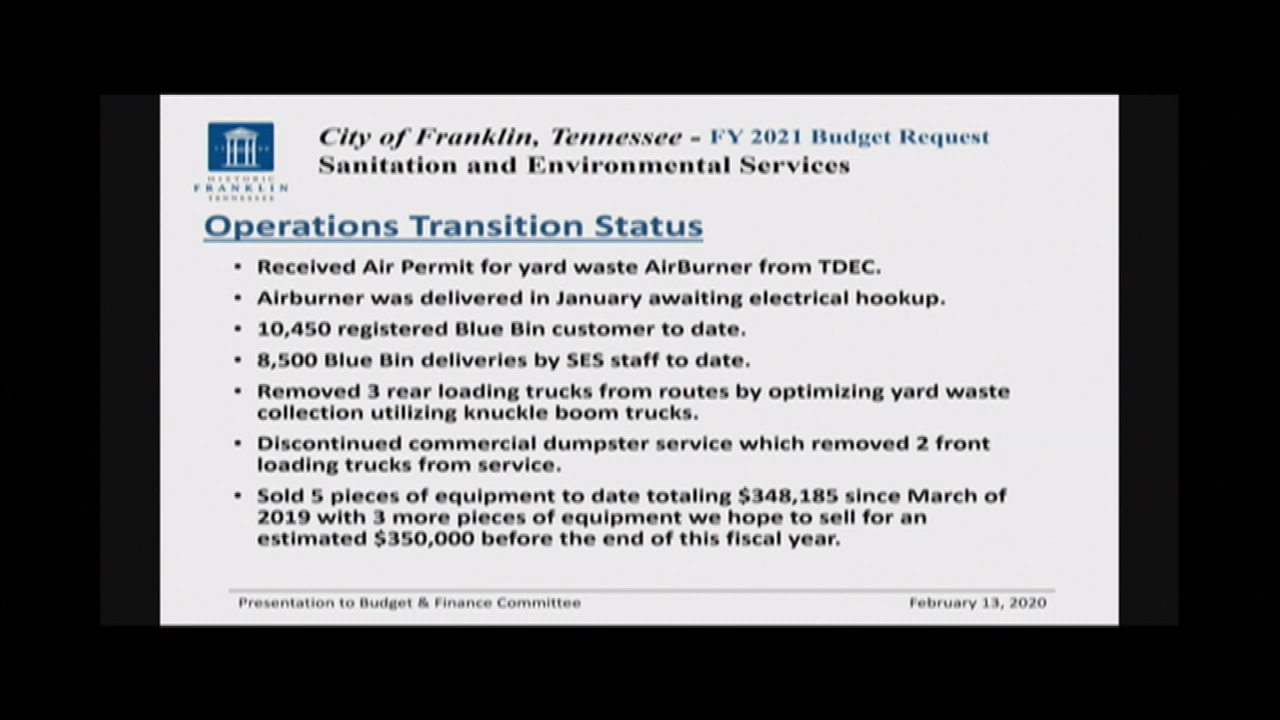 City of Franklin, Tennessee - FY 2021 Budget Request
Sanitation and Environmental Services
HISTORIC
FRANKLIN
TENNESSEE
Operations Transition Status
• Received Air Permit for yard waste AirBurner from TDEC.
• Airburner was delivered in January awaiting electrical hookup.
• 10,450 registered Blue Bin customer to date.
• 8,500 Blue Bin deliveries by SES staff to date.
• Removed 3 rear loading trucks from routes by optimizing yard waste
collection utilizing knuckle boom trucks.
• Discontinued commercial dumpster service which removed 2 front
loading trucks from service.
• Sold 5 pieces of equipment to date totaling $348,185 since March of
2019 with 3 more pieces of equipment we hope to sell for an
estimated $350,000 before the end of this fiscal year.
Presentation to Budget & Finance Committee
February 13, 2020